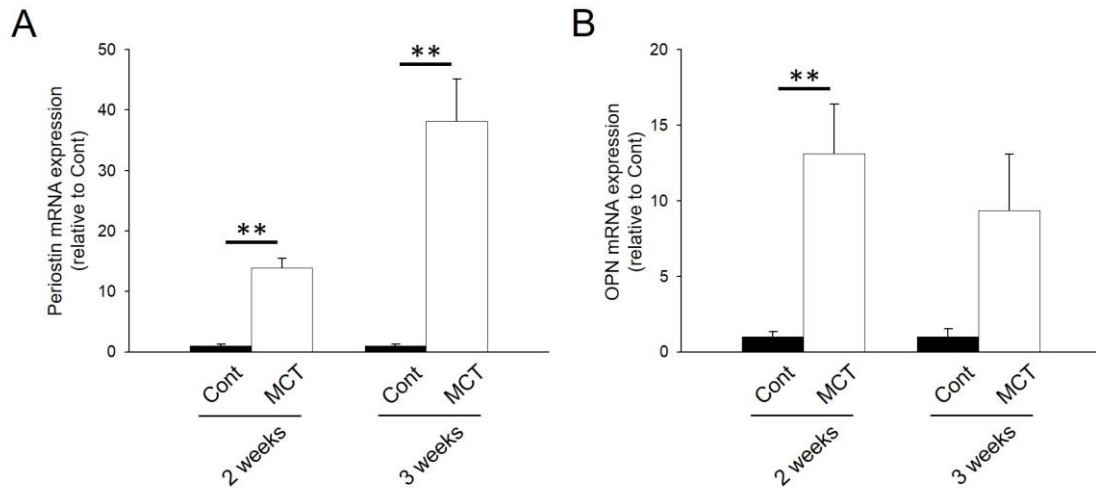 A
Periostin mRNA expression
(relative to Cont)
50
40
30
20
10
0
**
**
Cont
MCT
Cont
MCT
2 weeks
3 weeks
B
OPN mRNA expression
(relative to Cont)
20
15
10
5
0
**
Cont
MCT
Cont
MCT
2 weeks
3 weeks